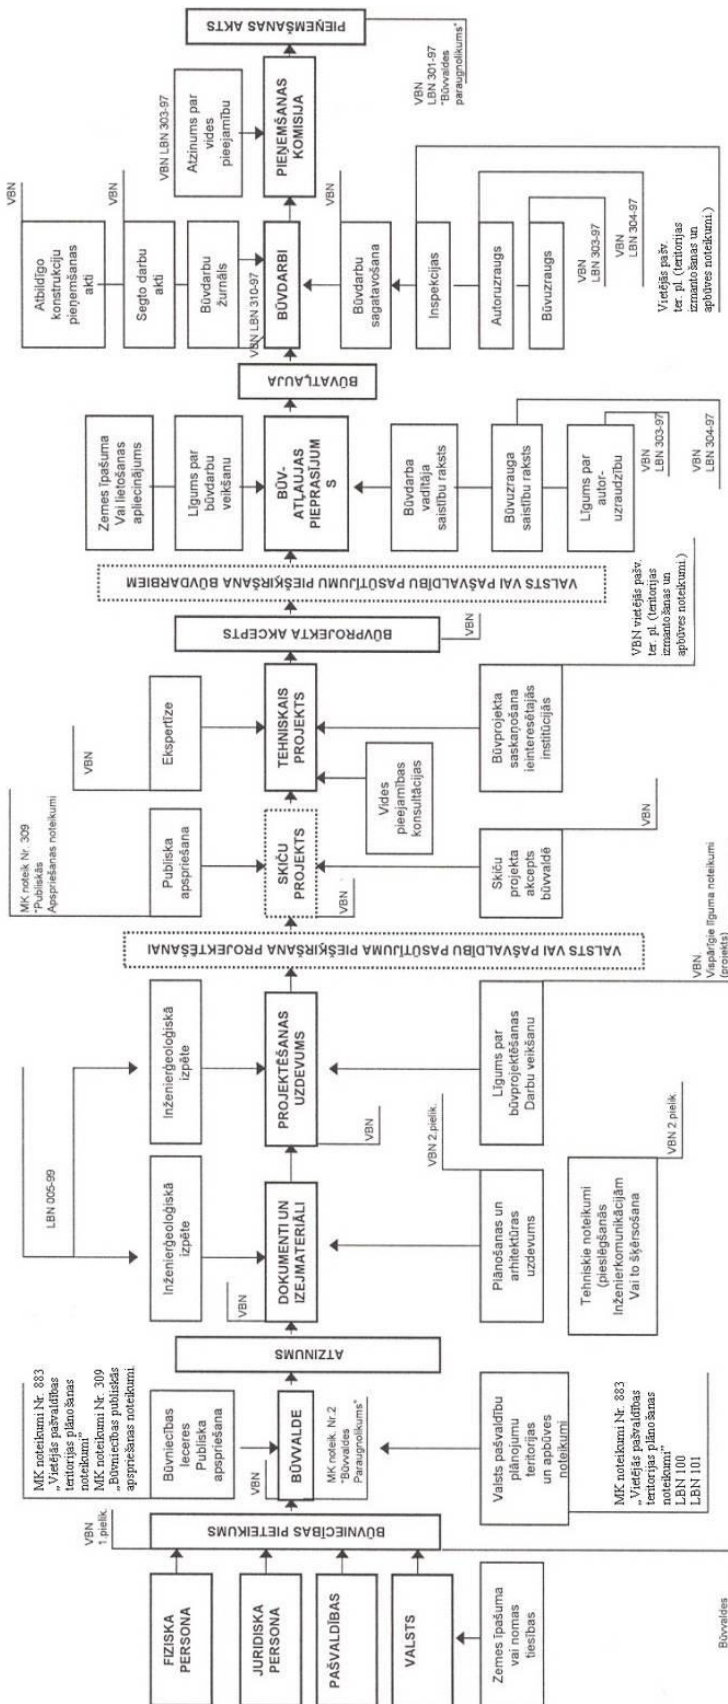 FIZISKA
PERSONA
JURIDISKA
PERSONA
PAŠVALDĪBAS
VALSTS
Zemes īpašuma
vai nomas
tiesības
VBN
1.pielik.
BŪVNIECĪBAS PIETEIKUMS
Būvvaldes
MK noteikumi Nr. 883
„Vietējās pašvaldības
teritorijas plānošanas
noteikumi”
MK noteikumi Nr. 309
„Būvniecības publiskās
apspriešanas noteikumi.
Būvniecības
Ieceres
Publiska
apspriešana
VBN
BŪVVALDE
MK noteik. Nr.2
"Būvvaldes
Paraugnolikums"
Valsts pašvaldību
plānojumu
teritorijas
un apbūves
noteikumi
MK noteikumi Nr. 883
„Vietējās pašvaldības
teritorijas plānošanas
noteikumi”
LBN 100
LBN 101
ATZINUMS
LBN 005-99
Inženierģeoloģiskā
izpēte
VBN
DOKUMENTI UN
IZEJMATERIĀLI
VBN 2.pielik.
Plānošanas un
arhitektūras
uzdevums
Tehniskie noteikumi
(pieslēgšanās
Inženierkomunikācijām
Vai to šķērsošana
VBN 2.pielik.
Inženierģeoloģiskā
izpēte
PROJEKTĒŠANAS
UZDEVUMS
VBN
Līgums par
būvprojektēšanas
Darbu veikšanu
VBN.
Vispārīgie līguma noteikumi
(projekts)
VALSTS VAI PAŠVALDĪBU PASŪTĪJUMA PIEŠĶIRŠANA PROJEKTĒŠANAI
MK noteik Nr. 309
"Publiskās
Apspriešanas noteikumi
Publiska
apspriešana
SKIČU
PROJEKTS
VBN
Skiču
projekta
akcepts
būvvaldē
VBN
VBN
Ekspertīze
TEHNISKAIS
PROJEKTS
Vides
pieejamības
konsultācijas
Būvprojekta
saskaņošana
ieinteresētajās
institūcijās
VBN vietējās pašv.
ter. pl. (teritorijas
izmantošanas un
apbūves noteikumi.)
BŪVPROJEKTA AKCEPTS
VBN
VALSTS VAI PAŠVALDĪBU PASŪTĪJUMU PIEŠĶIRŠANA BŪVDARBIEM
Zemes īpašuma
Vai lietošanas
apliecinājums
Līgums par
būvdarbu
veikšanu
BŪV-
ATĻAUJAS
PIEPRASĪJUM
S
Būvdarba
vadītāja
saistību raksts
Būvuzrauga
saistību raksts
Līgums par
autor-
uzraudzību
VBN
LBN 303-97
VBN
LBN 304-97
BŪVATĻAUJA
VBN
Atbildīgo
konstrukciju
pieņemšanas
akti
VBN
Segto darbu
akti
Būvdarbu
žurnāls
VBN LBN 310-97
BŪVDARBI
VBN
Būvdarbu
sagatavošana
Inspekcijas
Autoruzraugs
Būvuzraugs
VBN
LBN 303-97
VBN
LBN 304-97
Vietējās pašv.
ter. pl. (teritorijas
izmantošanas un
apbūves noteikumi.)
VBN LBN 303-97
Atzinums par
vides
pieejamību
PIEŅEMŠANAS
KOMISIJA
PIEŅEMŠANAS AKTS
VBN
LBN 301-97
"Būvvaldes
paraugnolikums"